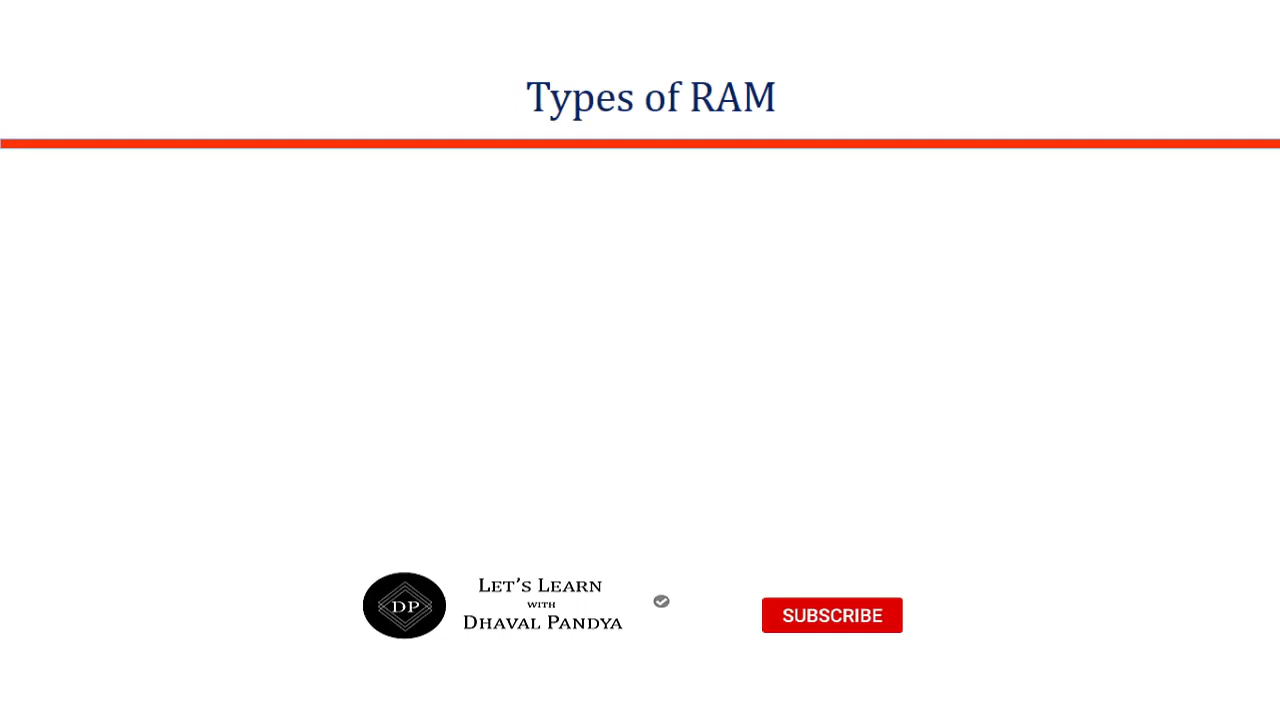 Types of RAM
DP
Let's Learn
with
Dhaval Pandya
SUBSCRIBE